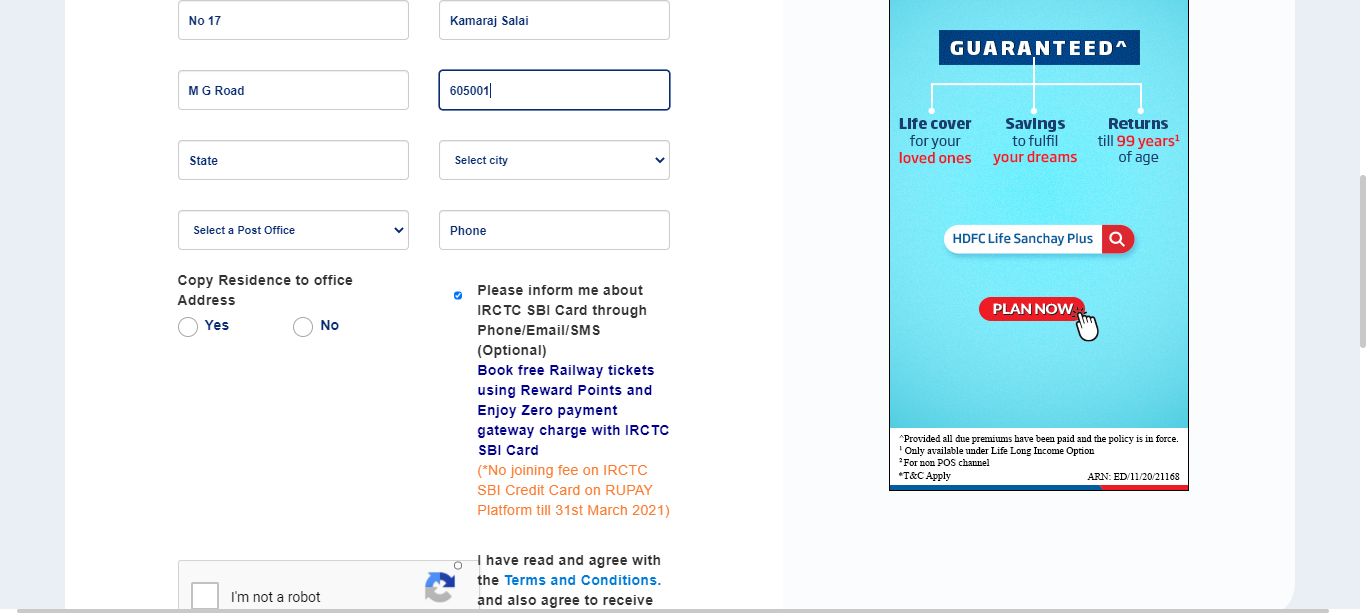 No 17
Kamaraj Salai
M G Road
605001
State
Select city
Select a Post Office
Phone
Copy Residence to office
Address
Yes
No
Please inform me about
IRCTC SBI Card through
Phone/Email/SMS
(Optional)
Book free Railway tickets
using Reward Points and
Enjoy Zero payment
gateway charge with IRCTC
SBI Card
(*No joining fee on IRCTC
SBI Credit Card on RUPAY
Platform till 31st March 2021)
I'm not a robot
I have read and agree with
the Terms and Conditions.
and also agree to receive
GUARANTEED^
Life cover
for your
loved ones
Savings
to fulfil
your dreams
Returns
till 99 years¹
of age
HDFC Life Sanchay Plus
PLAN NOW
^Provided all due premiums have been paid and the policy is in force.
¹ Only available under Life Long Income Option
² For non POS channel
*T&C Apply
ARN: ED/11/20/21168